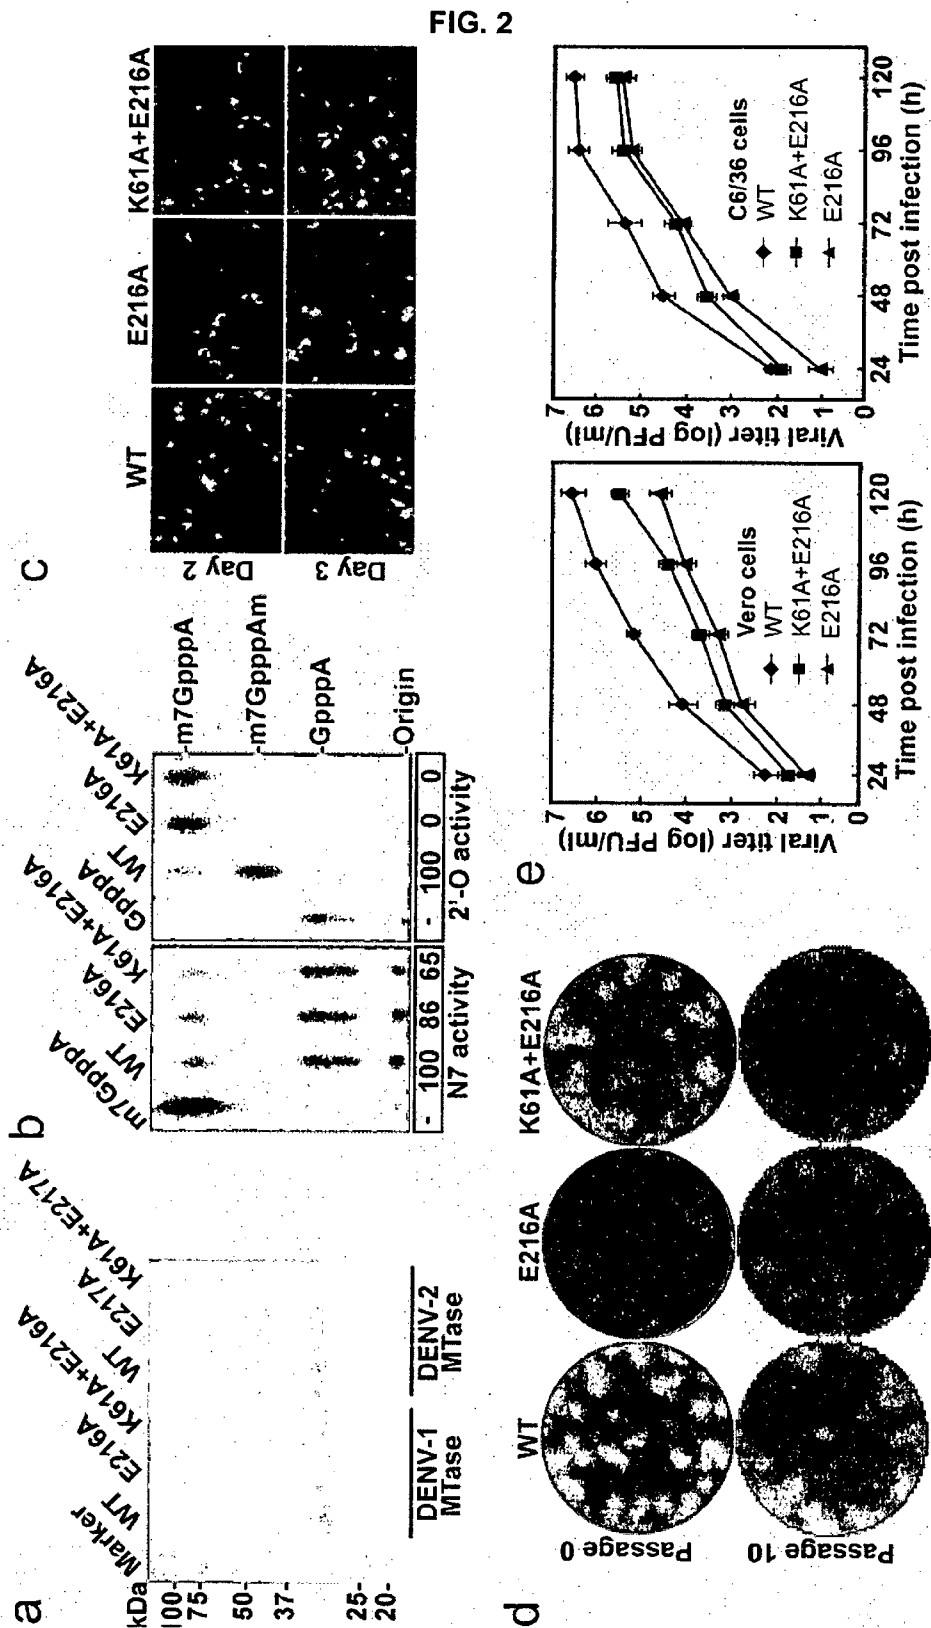 FIG. 2
a
Marker
WT
E216A
K61A+E216A
WT
E217A
K61A+E217A
kDa
100-
75-
50-
37-
25-
20-
DENV-1
MTase
DENV-2
MTase
b
m7GpppA
WT
E216A
K61A+E216A
GpppA
WT
E216A
K61A+E216A
-m7GpppA
-m7GpppAm
-GpppA
-Origin
- 100 86 65
- 100 0 0
N7 activity
2'-O activity
c
WT
E216A
K61A+E216A
Day 2
Day 3
d
WT
E216A
K61A+E216A
Passage 0
Passage 10
e
Viral titer (log PFU/ml)
7
6
5
4
3
2
1
0
Vero cells
WT
K61A+E216A
E216A
24 48 72 96 120
Time post infection (h)
Viral titer (log PFU/ml)
7
6
5
4
3
2
1
0
C6/36 cells
WT
K61A+E216A
E216A
24 48 72 96 120
Time post infection (h)